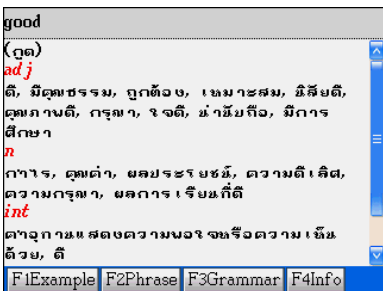 good
(กูด)
adj
ดี, มีคุณธรรม, ถูกต้อง, เหมาะสม, นิสัยดี,
คุณภาพดี, กรุณา, ใจดี, น่านับถือ, มีการ
ศึกษา
n
กำไร, คุณค่า, ผลประโยชน์, ความดีเลิศ,
ความกรุณา, ผลการเรียนที่ดี
int
คำอุทานแสดงความพอใจหรือความเห็น
ด้วย, ดี
F1Example F2Phrase F3Grammar F4Info